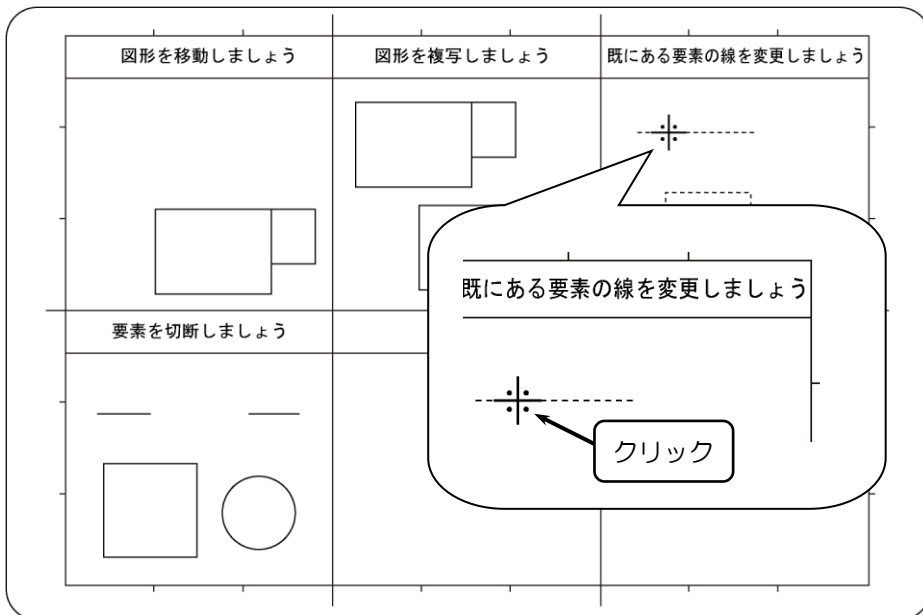 図形を移動しましょう
図形を複写しましょう
既にある要素の線を変更しましょう
既にある要素の線を変更しましょう
クリック
要素を切断しましょう